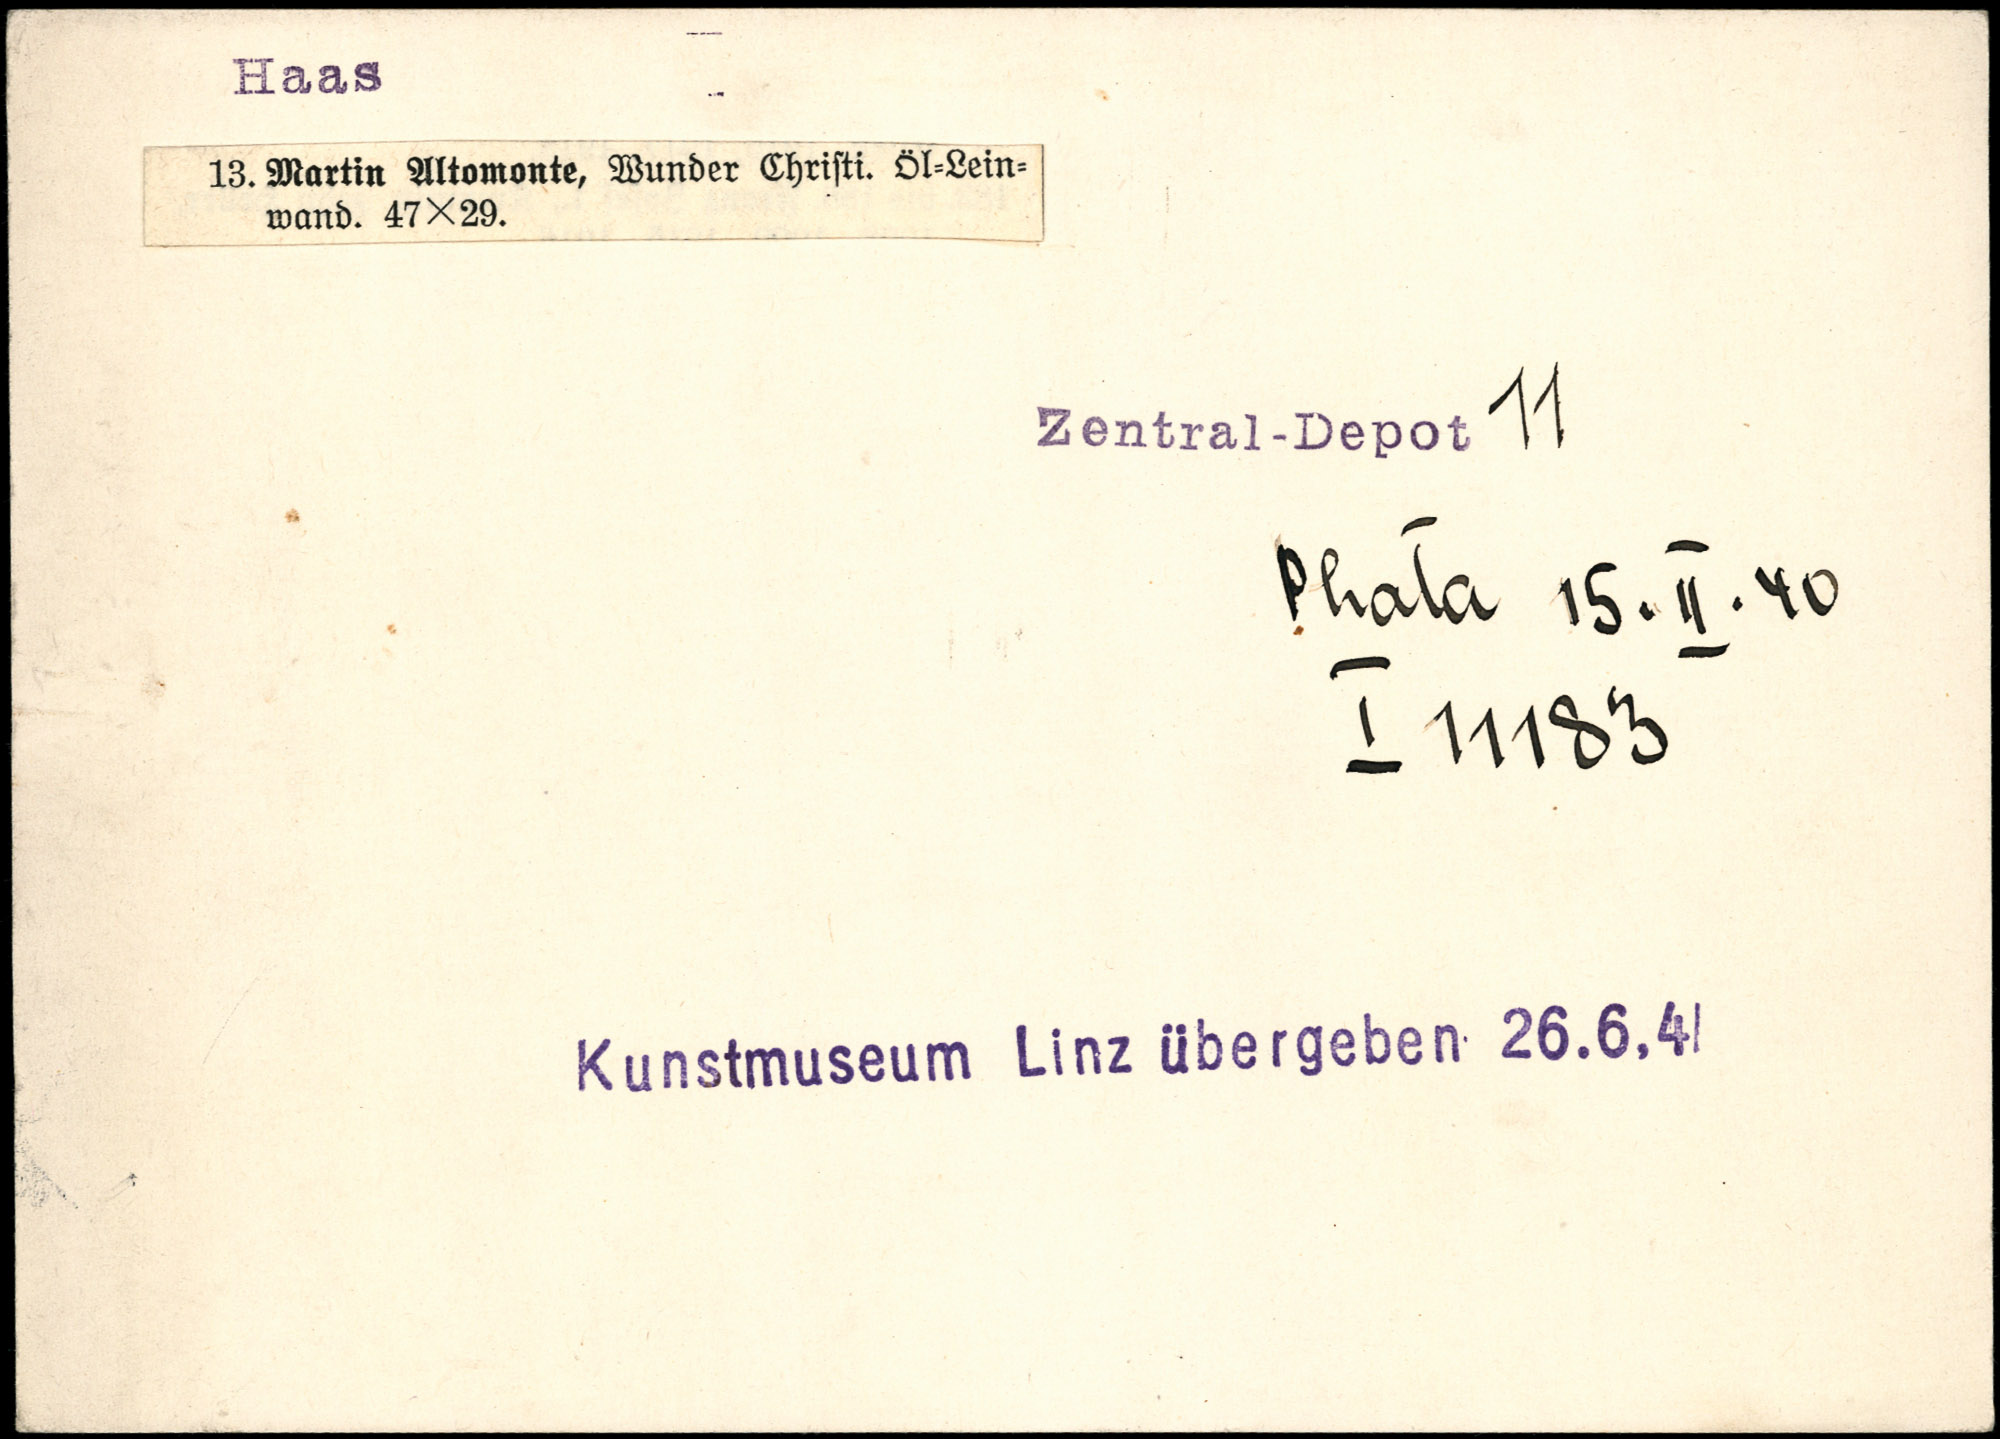 Haas
13. Martin Altomonte, Wunder Chriſti. Öl-Lein-
wand. 47×29.
Zentral-Depot 11
Photo 15. II. 40
I 11183
Kunstmuseum Linz übergeben 26.6.41